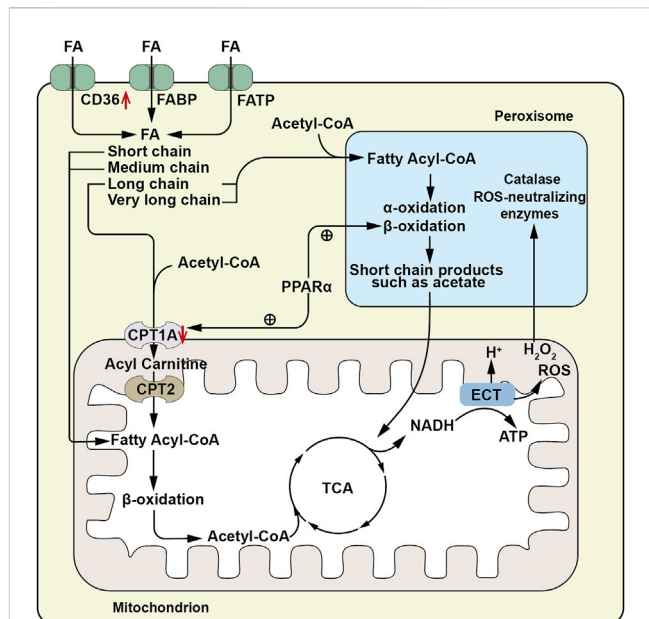 FA
FA
FA
CD36
FABP
FATP
FA
Short chain
Medium chain
Long chain
Very long chain
Acetyl-CoA
Peroxisome
Fatty Acyl-CoA
Catalase
ROS-neutralizing
enzymes
α-oxidation
β-oxidation
⊕
Short chain products
such as acetate
Acetyl-CoA
PPARα
⊕
CPT1A
Acyl Carnitine
CPT2
H⁺
H₂O₂
ROS
ECT
Fatty Acyl-CoA
NADH
ATP
β-oxidation
TCA
Acetyl-CoA
Mitochondrion